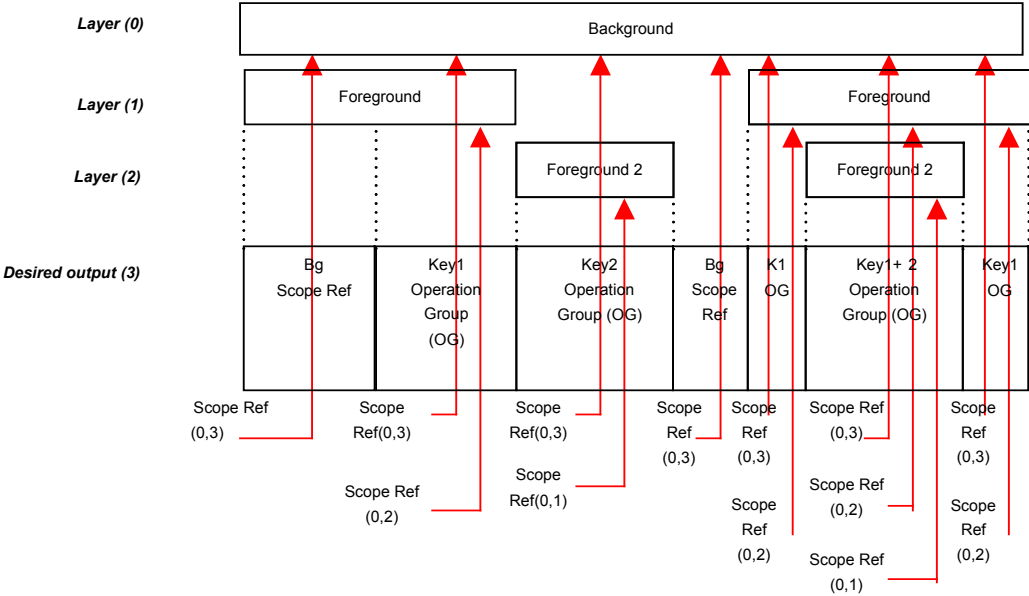 Layer (0)
Background
Layer (1)
Foreground
Foreground
Layer (2)
Foreground 2
Foreground 2
Desired output (3)
Bg
Scope Ref
Key1
Operation
Group
(OG)
Key2
Operation
Group (OG)
Bg
Scope
Ref
K1
OG
Key1+ 2
Operation
Group (OG)
Key1
OG
Scope Ref
(0,3)
Scope
Ref(0,3)
Scope Ref
(0,2)
Scope
Ref(0,3)
Scope
Ref(0,1)
Scope
Ref
(0,3)
Scope
Ref
(0,3)
Scope
Ref
(0,2)
Scope Ref
(0,3)
Scope Ref
(0,2)
Scope Ref
(0,1)
Scope
Ref
(0,3)
Scope
Ref
(0,2)